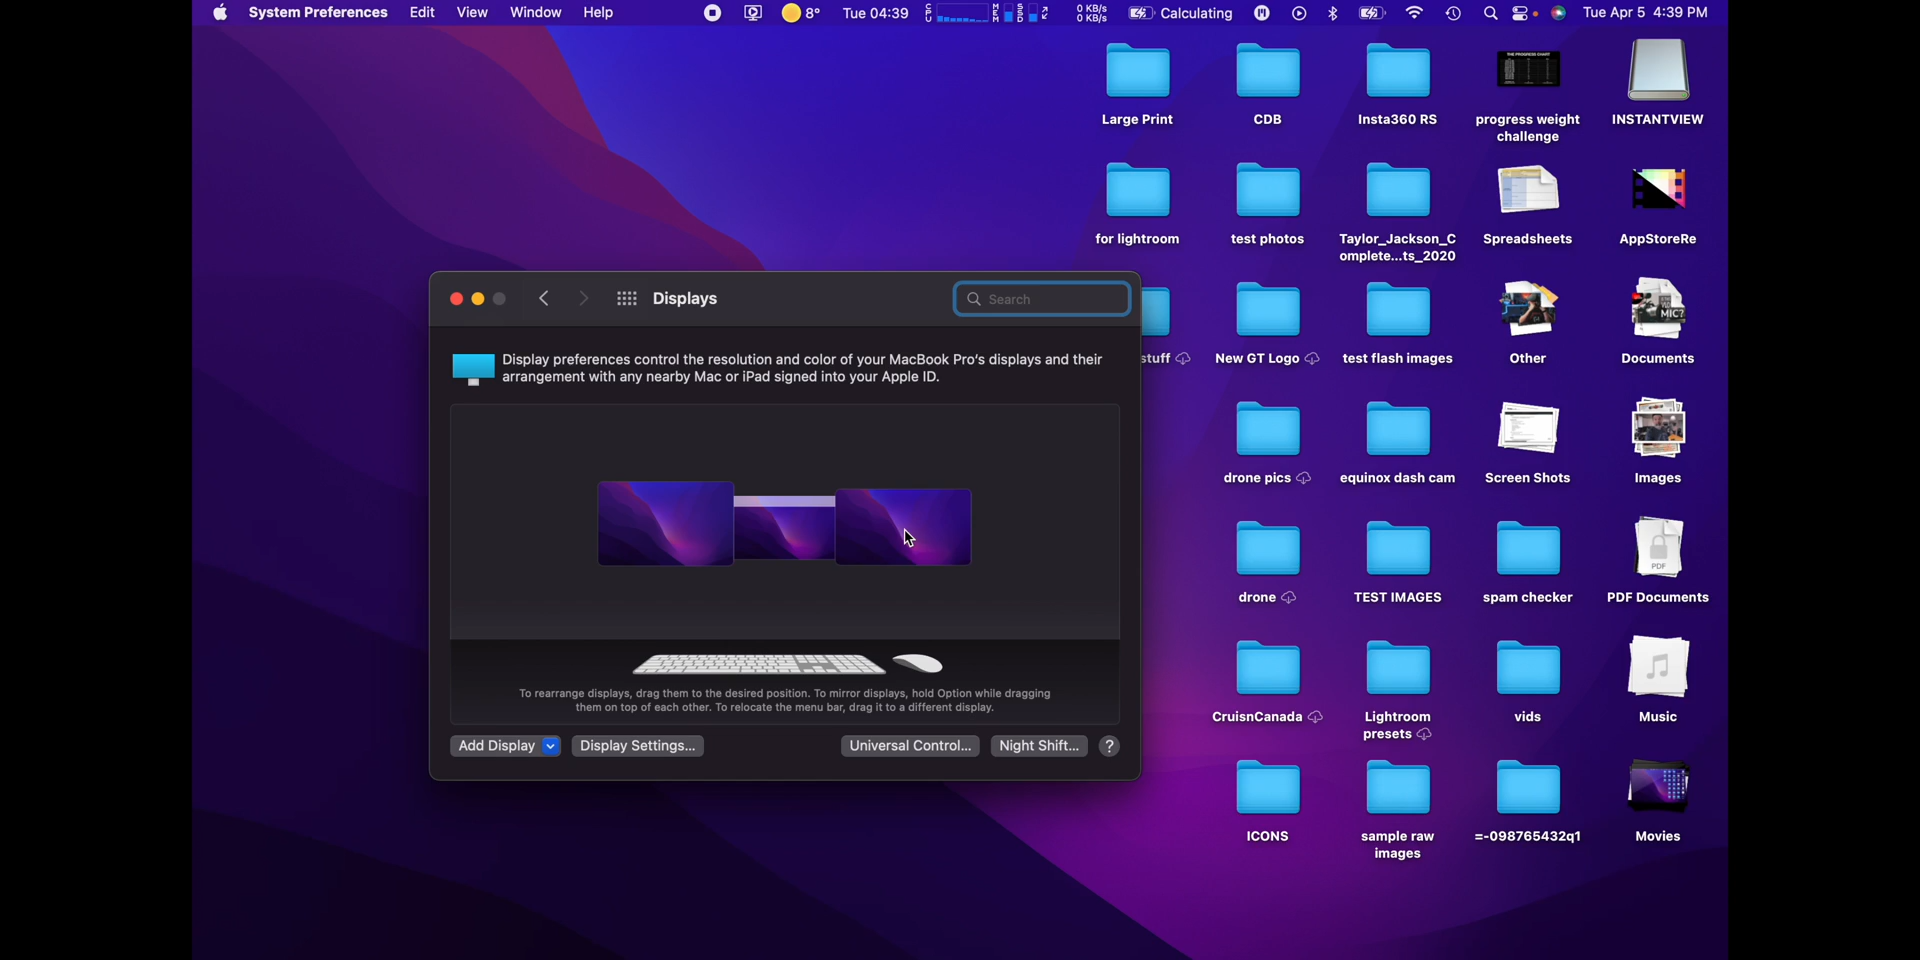 System Preferences Edit View Window Help 8° Tue 04:39 CPU MEM SSD 0 KB/s 0 KB/s Calculating Tue Apr 5 4:39 PM
Large Print
CDB
Insta360 RS
progress weight
challenge
INSTANTVIEW
for lightroom
test photos
Taylor_Jackson_C
omplete...ts_2020
Spreadsheets
AppStoreRe
stuff
New GT Logo
test flash images
Other
MIC?
Documents
drone pics
equinox dash cam
Screen Shots
Images
drone
TEST IMAGES
spam checker
PDF
PDF Documents
CruisnCanada
Lightroom
presets
vids
Music
ICONS
sample raw
images
=-098765432q1
Movies
Displays
Search
Display preferences control the resolution and color of your MacBook Pro's displays and their
arrangement with any nearby Mac or iPad signed into your Apple ID.
To rearrange displays, drag them to the desired position. To mirror displays, hold Option while dragging
them on top of each other. To relocate the menu bar, drag it to a different display.
Add Display Display Settings... Universal Control... Night Shift... ?